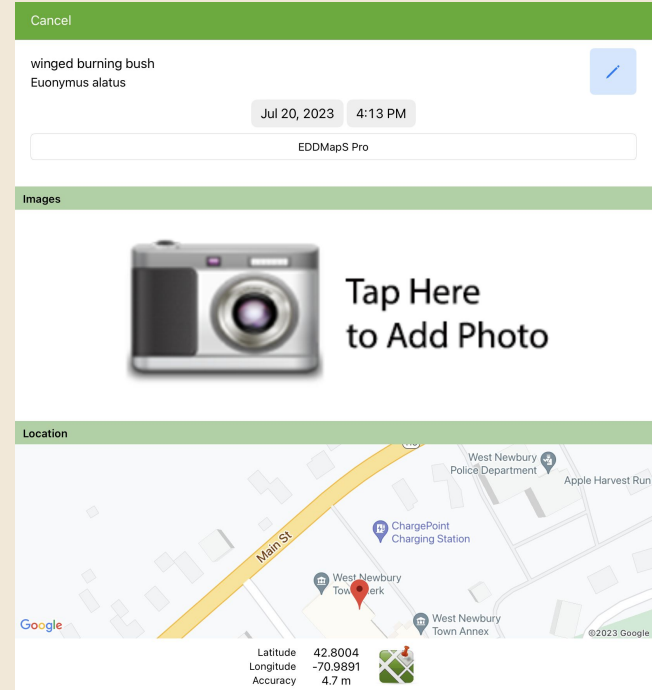 Cancel
winged burning bush
Euonymus alatus
Jul 20, 2023 4:13 PM
EDDMapS Pro
Images
Tap Here
to Add Photo
Location
West Newbury
Police Department
Apple Harvest Run
ChargePoint
Charging Station
Main St
West Newbury
Town Clerk
West Newbury
Town Annex
Google
©2023 Google
Latitude 42.8004
Longitude -70.9891
Accuracy 4.7 m